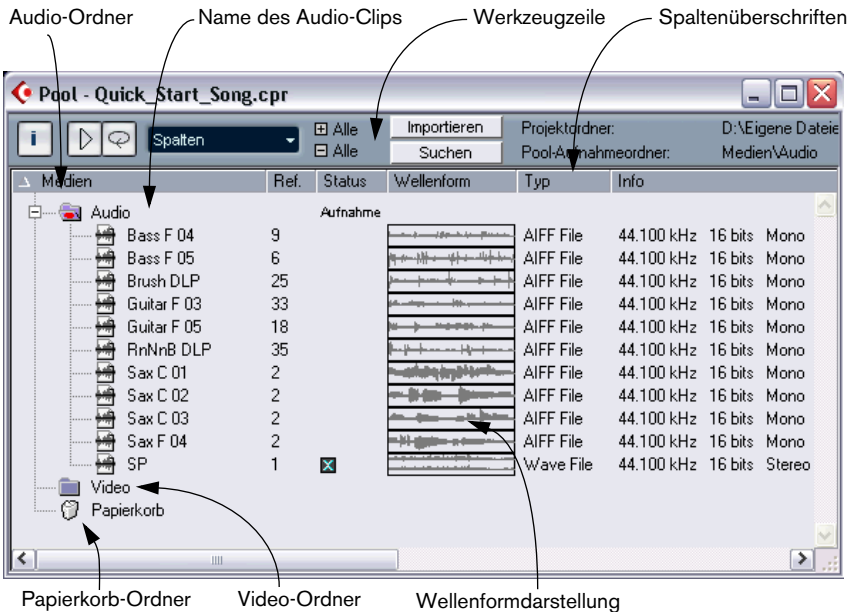 Audio-Ordner Name des Audio-Clips Werkzeugzeile Spaltenüberschriften
Pool - Quick_Start_Song.cpr
i Spalten Alle Importieren Projektordner: D:\Eigene Dateie
Alle Suchen Pool-Aufnahmeordner: Medien\Audio
Medien Ref. Status Wellenform Typ Info
Audio Aufnahme
Bass F 04 9 AIFF File 44.100 kHz 16 bits Mono
Bass F 05 6 AIFF File 44.100 kHz 16 bits Mono
Brush DLP 25 AIFF File 44.100 kHz 16 bits Mono
Guitar F 03 33 AIFF File 44.100 kHz 16 bits Mono
Guitar F 05 18 AIFF File 44.100 kHz 16 bits Mono
RnNnB DLP 35 AIFF File 44.100 kHz 16 bits Mono
Sax C 01 2 AIFF File 44.100 kHz 16 bits Mono
Sax C 02 2 AIFF File 44.100 kHz 16 bits Mono
Sax C 03 2 AIFF File 44.100 kHz 16 bits Mono
Sax F 04 2 AIFF File 44.100 kHz 16 bits Mono
SP 1 X Wave File 44.100 kHz 16 bits Stereo
Video
Papierkorb
Papierkorb-Ordner Video-Ordner Wellenformdarstellung